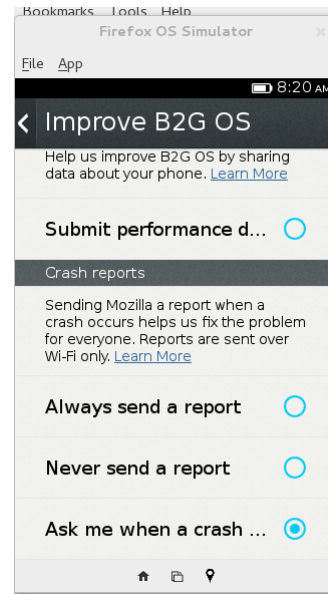 Bookmarks Tools Help
Firefox OS Simulator
File App
8:20 AM
Improve B2G OS
Help us improve B2G OS by sharing
data about your phone. Learn More
Submit performance d...
Crash reports
Sending Mozilla a report when a
crash occurs helps us fix the problem
for everyone. Reports are sent over
Wi-Fi only. Learn More
Always send a report
Never send a report
Ask me when a crash ...